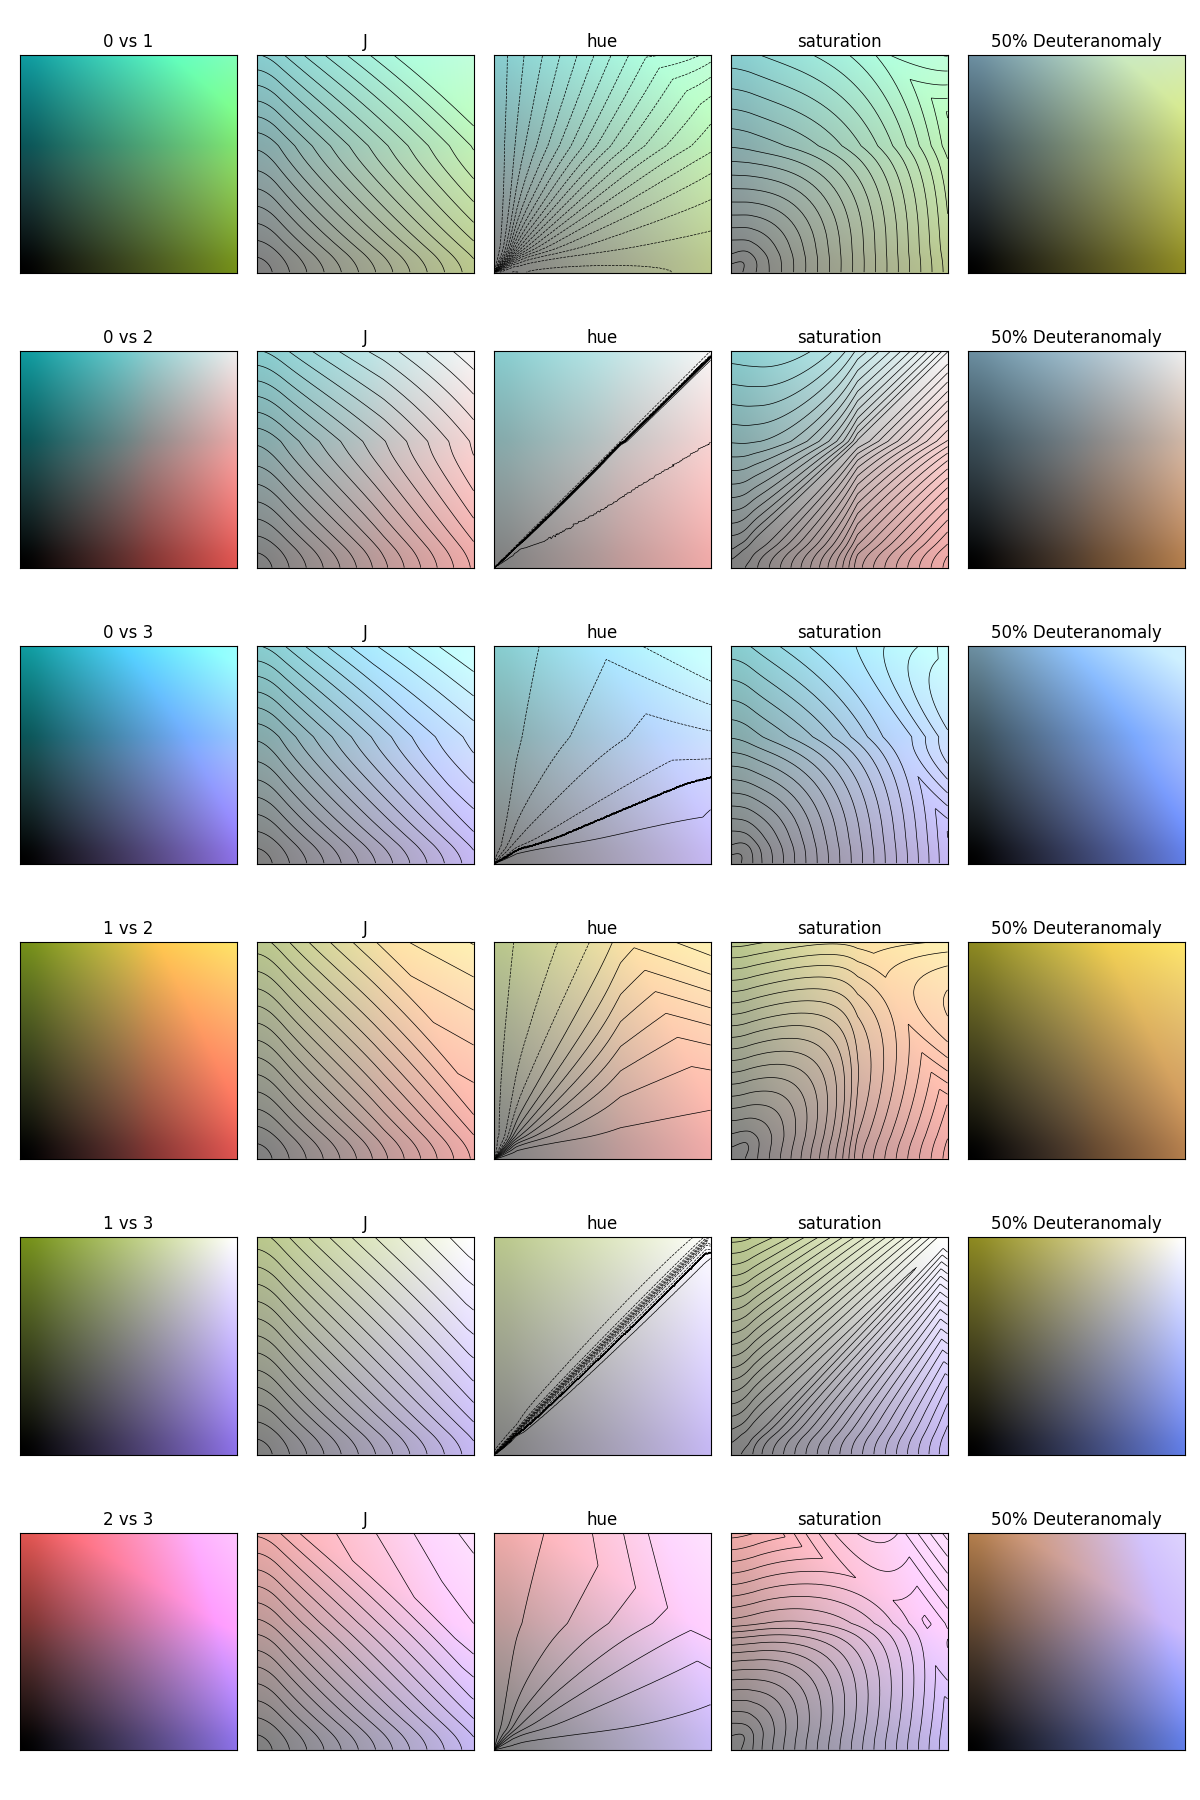 0 vs 1 J hue saturation 50% Deuteranomaly
0 vs 2 J hue saturation 50% Deuteranomaly
0 vs 3 J hue saturation 50% Deuteranomaly
1 vs 2 J hue saturation 50% Deuteranomaly
1 vs 3 J hue saturation 50% Deuteranomaly
2 vs 3 J hue saturation 50% Deuteranomaly